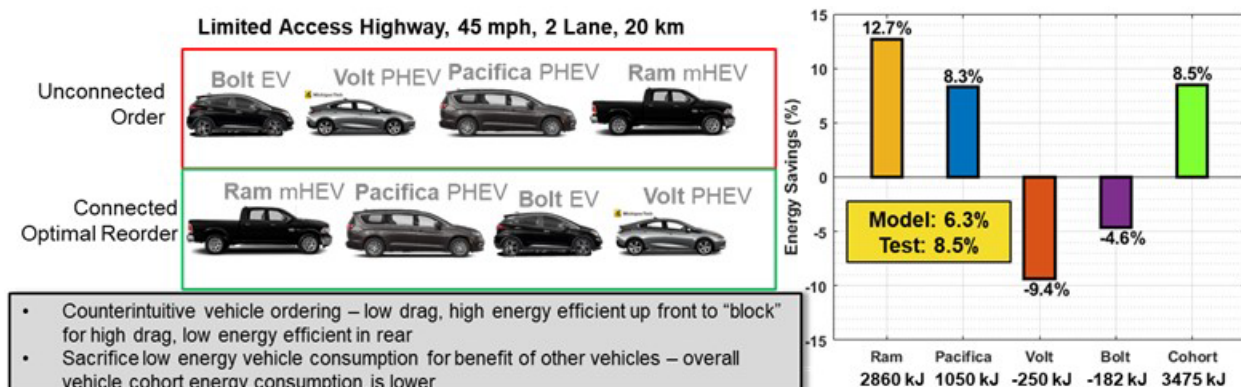 Limited Access Highway, 45 mph, 2 Lane, 20 km
Unconnected
Order
Bolt EV
Volt PHEV
Pacifica PHEV
Ram mHEV
Connected
Optimal Reorder
Ram mHEV
Pacifica PHEV
Bolt EV
Volt PHEV
• Counterintuitive vehicle ordering – low drag, high energy efficient up front to “block”
for high drag, low energy efficient in rear
• Sacrifice low energy vehicle consumption for benefit of other vehicles – overall
vehicle cohort energy consumption is lower
Energy Savings (%)
15
10
5
0
-5
-10
-15
12.7%
8.3%
-9.4%
-4.6%
8.5%
Model: 6.3%
Test: 8.5%
Ram
Pacifica
Volt
Bolt
Cohort
2860 kJ
1050 kJ
-250 kJ
-182 kJ
3475 kJ